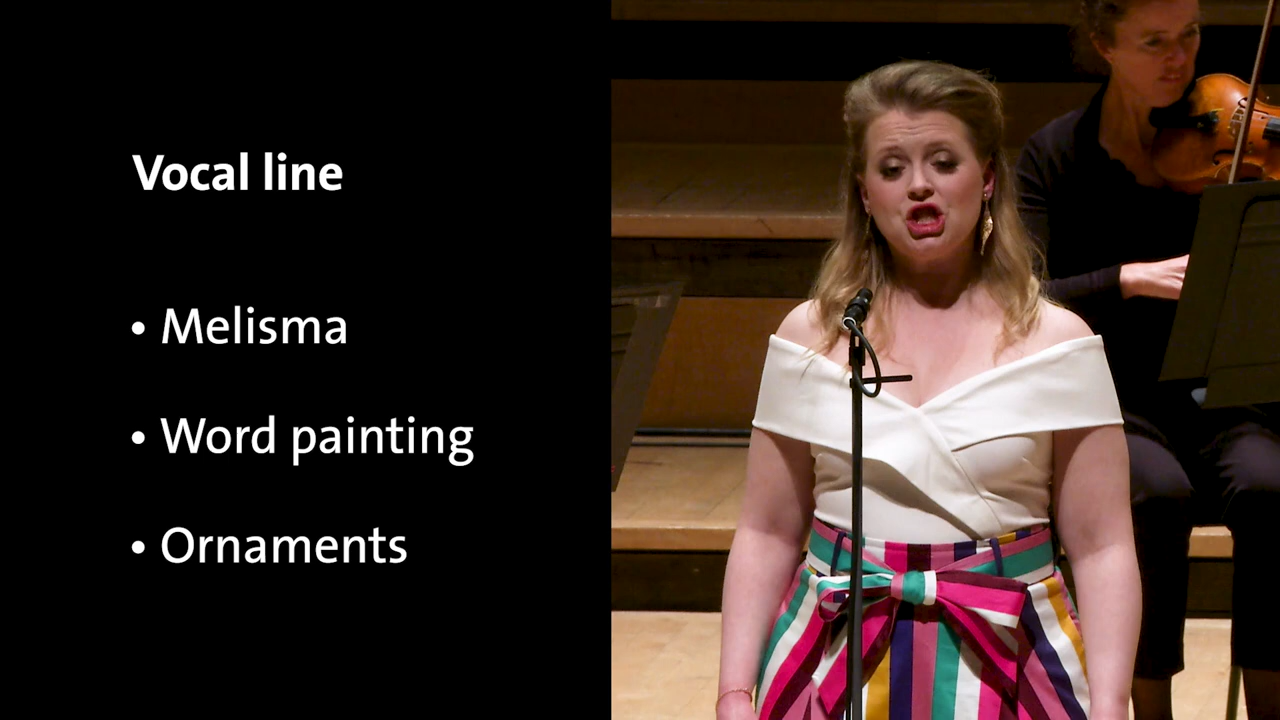 Vocal line
• Melisma
• Word painting
• Ornaments